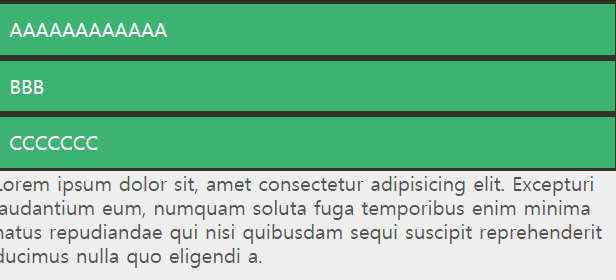 AAAAAAAAAAAA
BBB
CCCCCCC
Lorem ipsum dolor sit, amet consectetur adipisicing elit. Excepturi
laudantium eum, numquam soluta fuga temporibus enim minima
natus repudiandae qui nisi quibusdam sequi suscipit reprehenderit
ducimus nulla quo eligendi a.